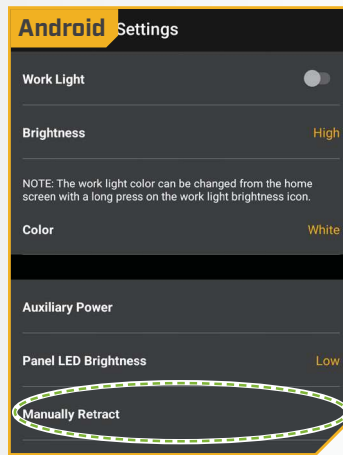 Android Settings
Work Light
Brightness High
NOTE: The work light color can be changed from the home
screen with a long press on the work light brightness icon.
Color White
Auxiliary Power
Panel LED Brightness Low
Manually Retract